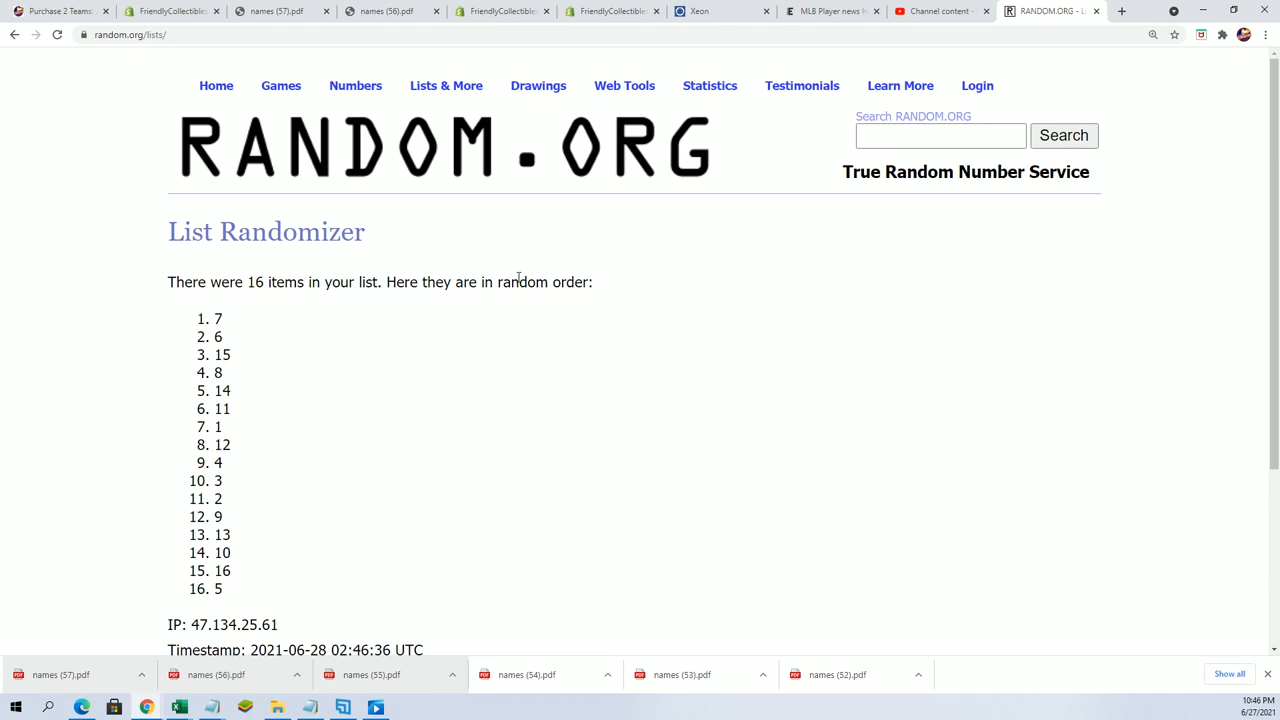 Purchase 2 Teams
FriendlyCollectibles
names (57).pdf
names (56).pdf
FriendlyCollectibles
FriendlyCollectibles
Xeon
MLB Player news
Channel content -
RANDOM.ORG - Li
random.org/lists/
Home Games Numbers Lists & More Drawings Web Tools Statistics Testimonials Learn More Login
Search RANDOM.ORG
Search
RANDOM.ORG
True Random Number Service
List Randomizer
There were 16 items in your list. Here they are in random order:
1. 7
2. 6
3. 15
4. 8
5. 14
6. 11
7. 1
8. 12
9. 4
10. 3
11. 2
12. 9
13. 13
14. 10
15. 16
16. 5
IP: 47.134.25.61
Timestamp: 2021-06-28 02:46:36 UTC
names (57).pdf
names (56).pdf
names (55).pdf
names (54).pdf
names (53).pdf
names (52).pdf
Show all
10:46 PM
6/27/2021